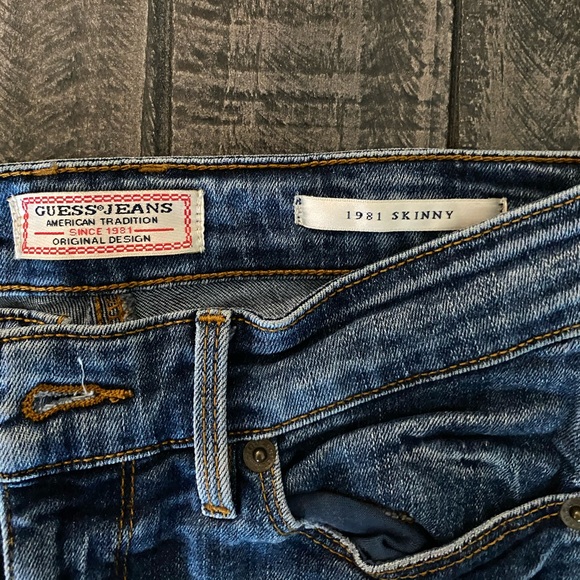 GUESS®JEANS
AMERICAN TRADITION
SINCE 1981
ORIGINAL DESIGN
1981 SKINNY